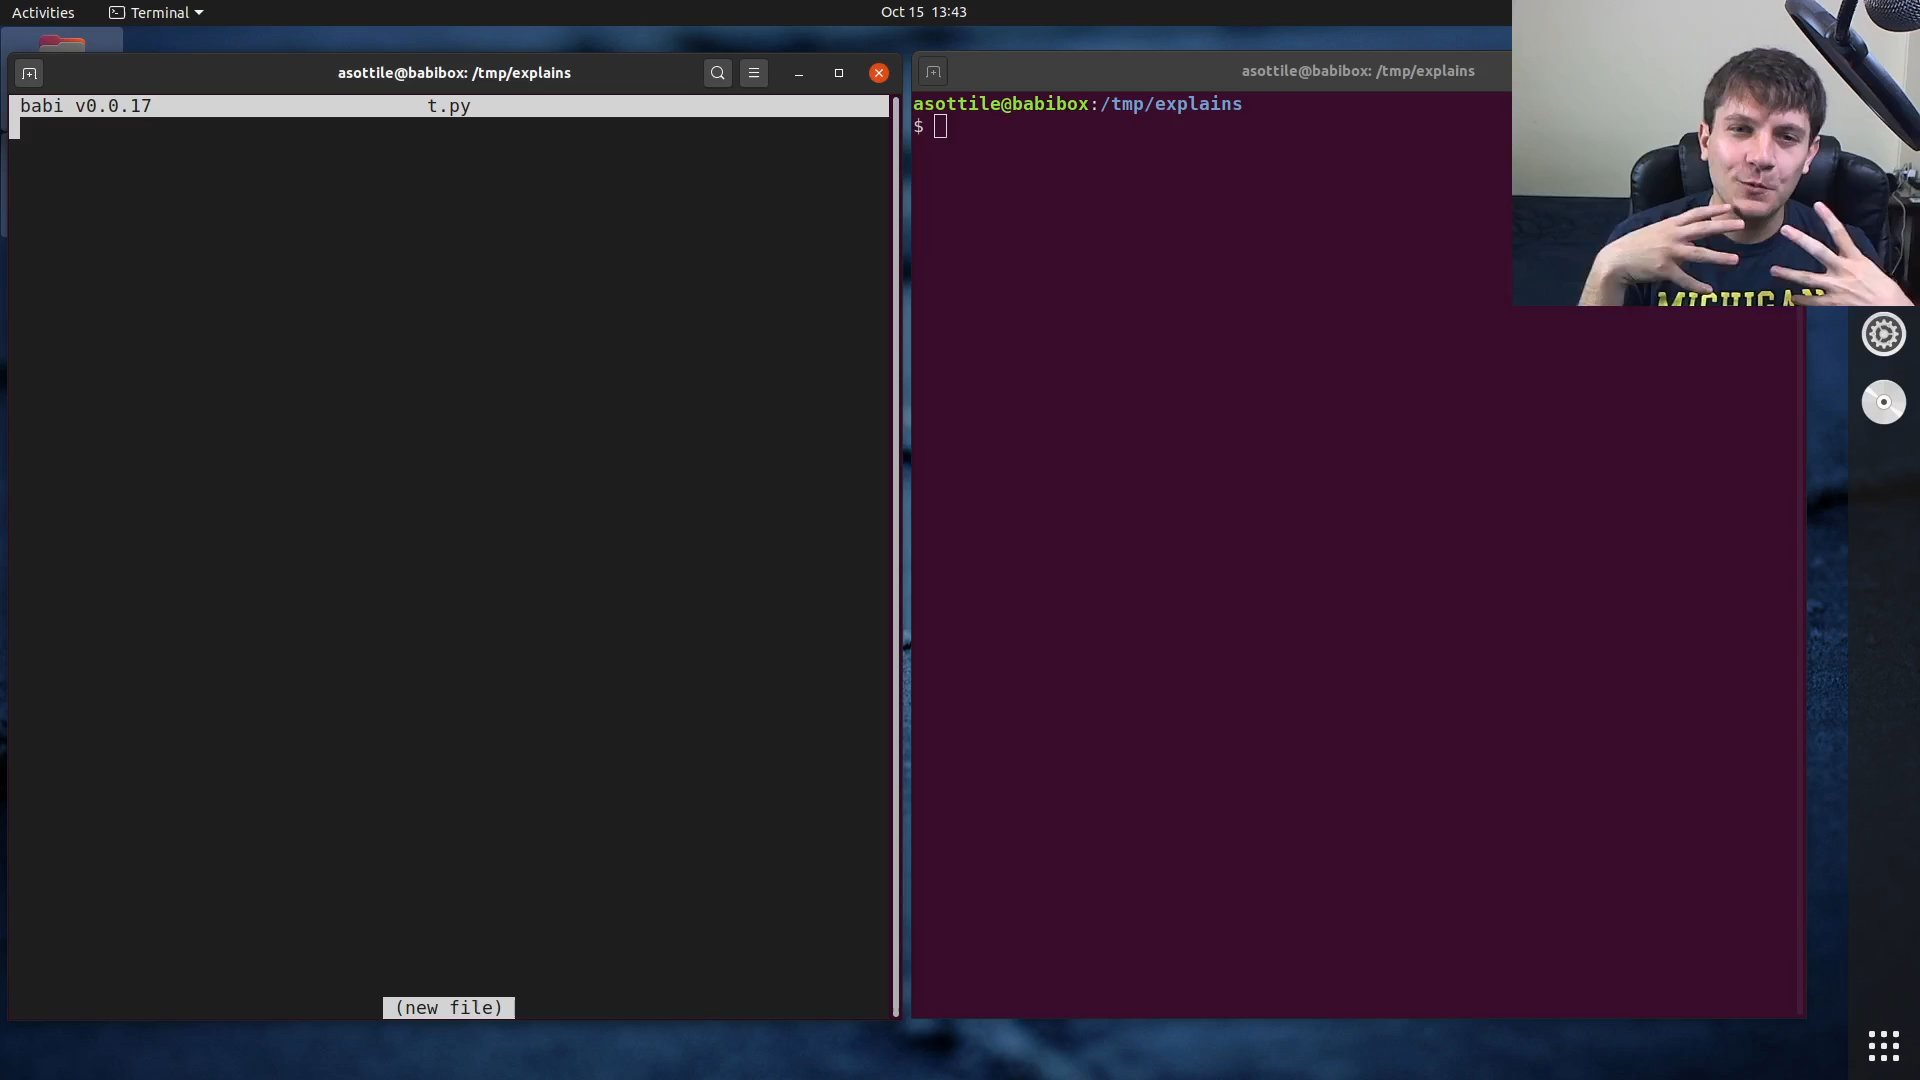 Activities
Terminal
Oct 15 13:43
asottile@babibox: /tmp/explains
babi v0.0.17 t.py
(new file)
asottile@babibox: /tmp/explains
asottile@babibox:/tmp/explains
$
MICHIGAN